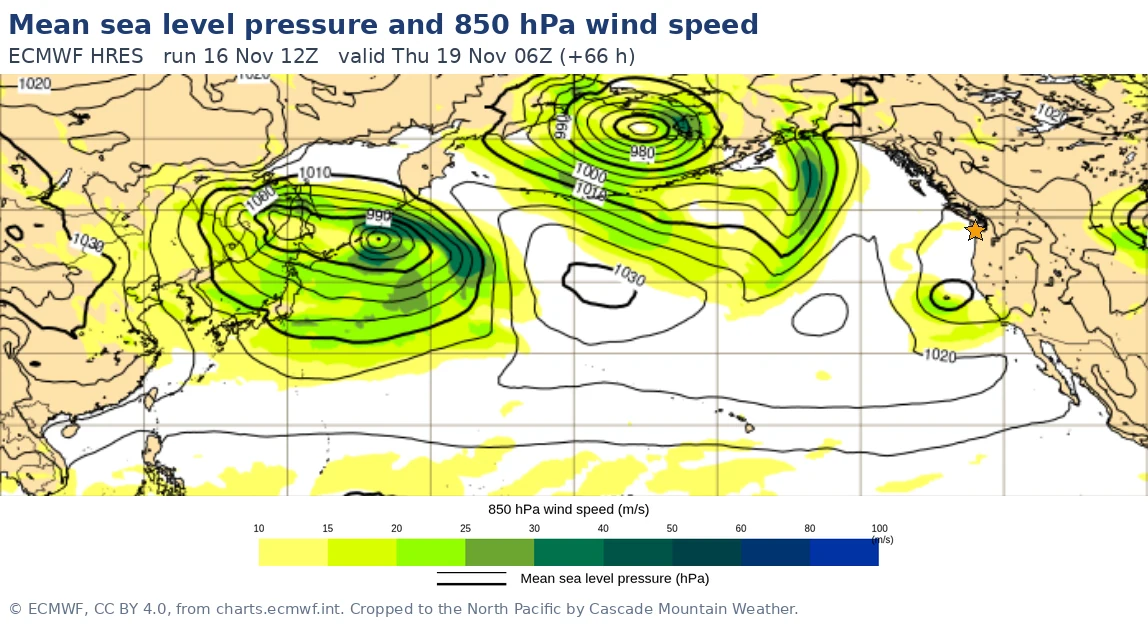 Mean sea level pressure and 850 hPa wind speed
ECMWF HRES run 16 Nov 12Z valid Thu 19 Nov 06Z (+66 h)
1020
1020
1020
990
980
1000
1010
1010
990
1030
1030
1020
850 hPa wind speed (m/s)
10 15 20 25 30 40 50 60 80 100
(m/s)
Mean sea level pressure (hPa)
© ECMWF, CC BY 4.0, from charts.ecmwf.int. Cropped to the North Pacific by Cascade Mountain Weather.